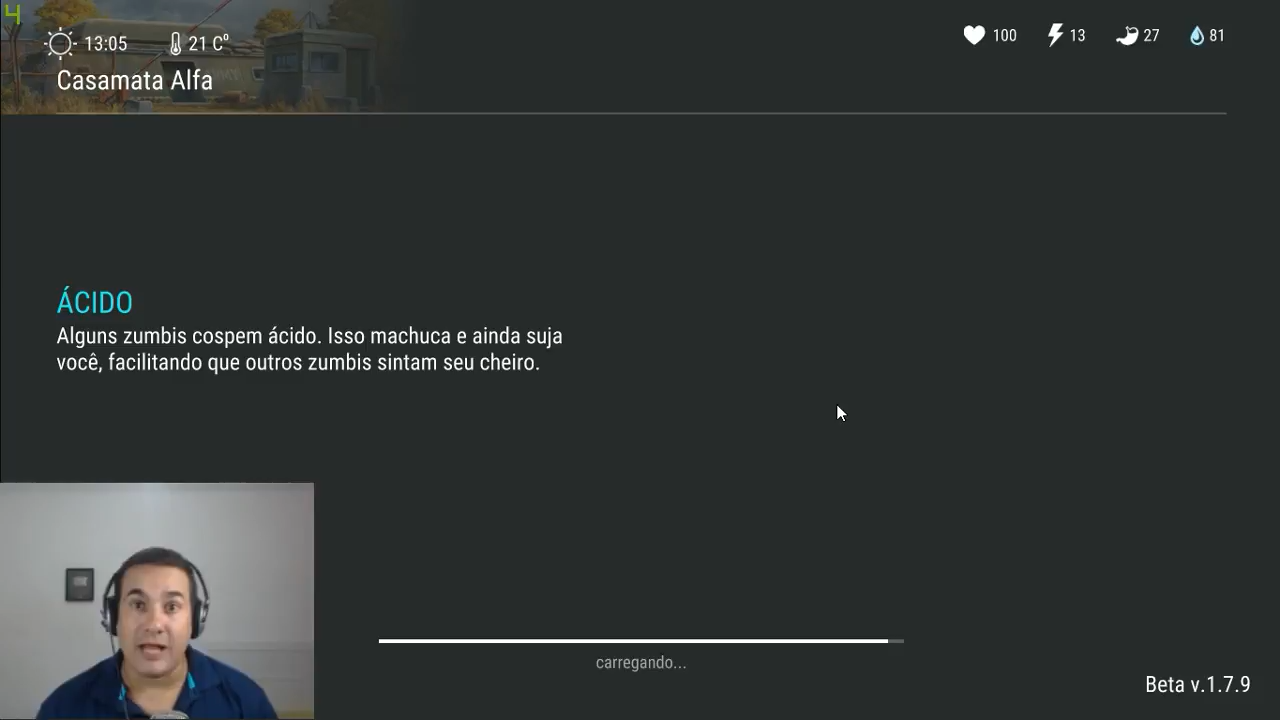 4
13:05
21 Cº
100
13
27
81
Casamata Alfa
ÁCIDO
Alguns zumbis cospem ácido. Isso machuca e ainda suja
você, facilitando que outros zumbis sintam seu cheiro.
carregando...
Beta v.1.7.9